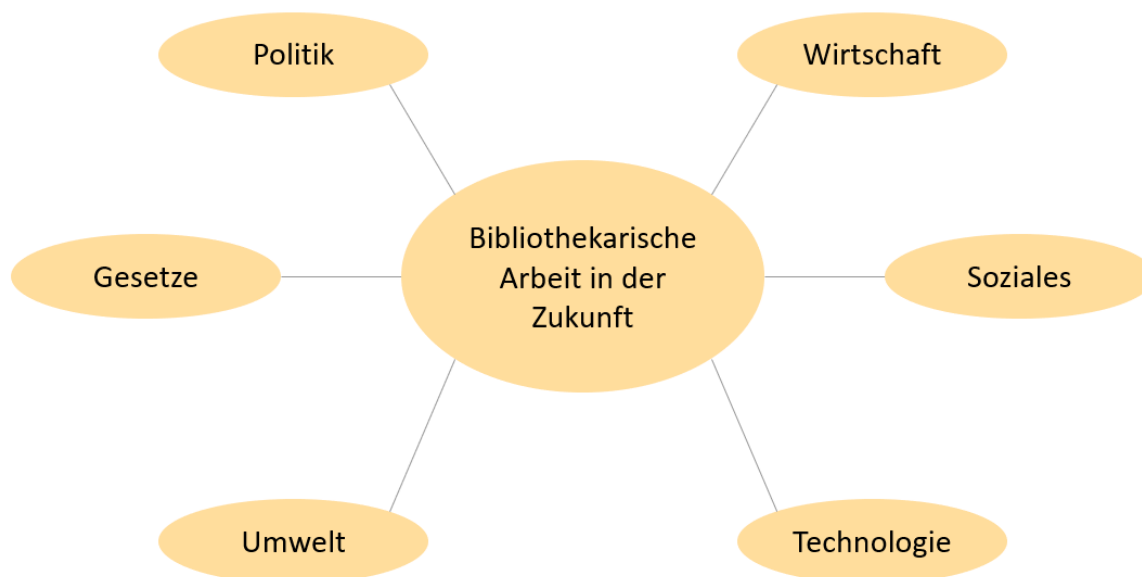 Politik
Wirtschaft
Bibliothekarische
Arbeit in der
Zukunft
Gesetze
Soziales
Umwelt
Technologie